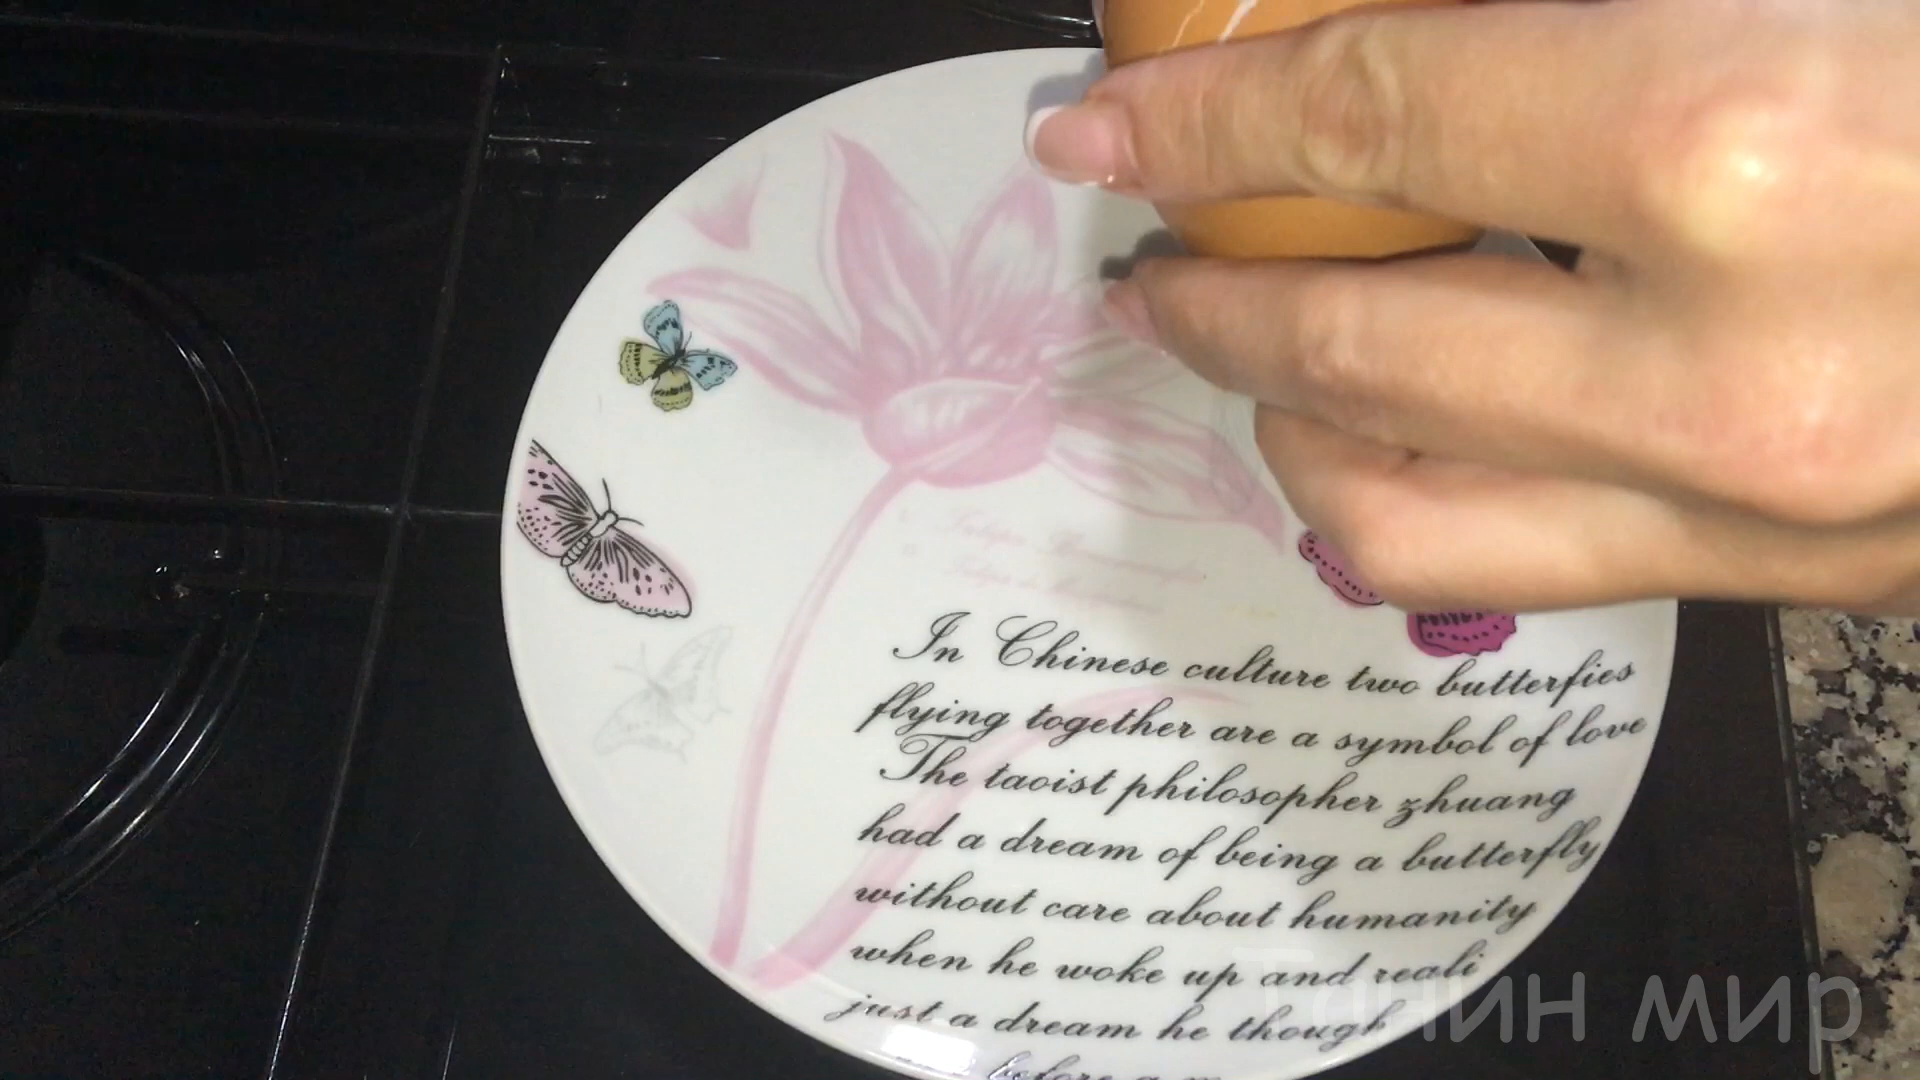 In Chinese culture two butterfies
flying together are a symbol of love
The taoist philosopher zhuang
had a dream of being a butterfly
without care about humanity
when he woke up and reali
just a dream he though
before a m
Танин мир